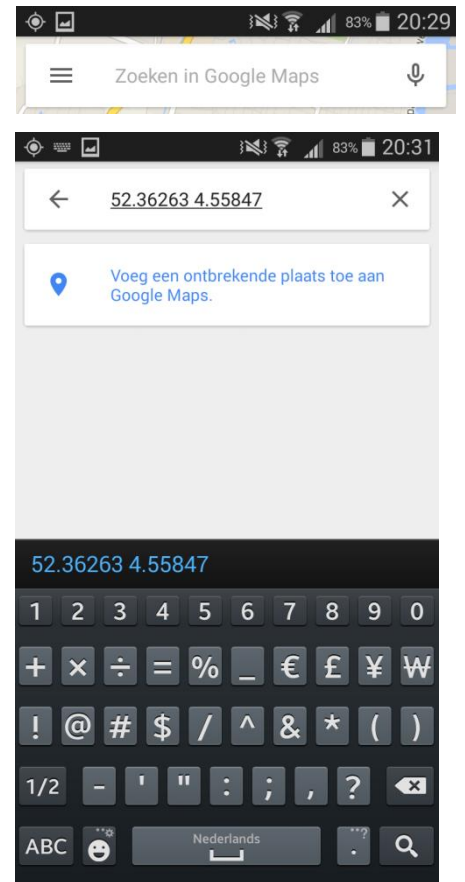 83% 20:29
Zoeken in Google Maps
83% 20:31
52.36263 4.55847
Voeg een ontbrekende plaats toe aan
Google Maps.
52.36263 4.55847
1 2 3 4 5 6 7 8 9 0
+ × ÷ = % _ € £ ¥ ₩
! @ # $ / ^ & * ( )
1/2 - ' " : ; , ?
ABC Nederlands .